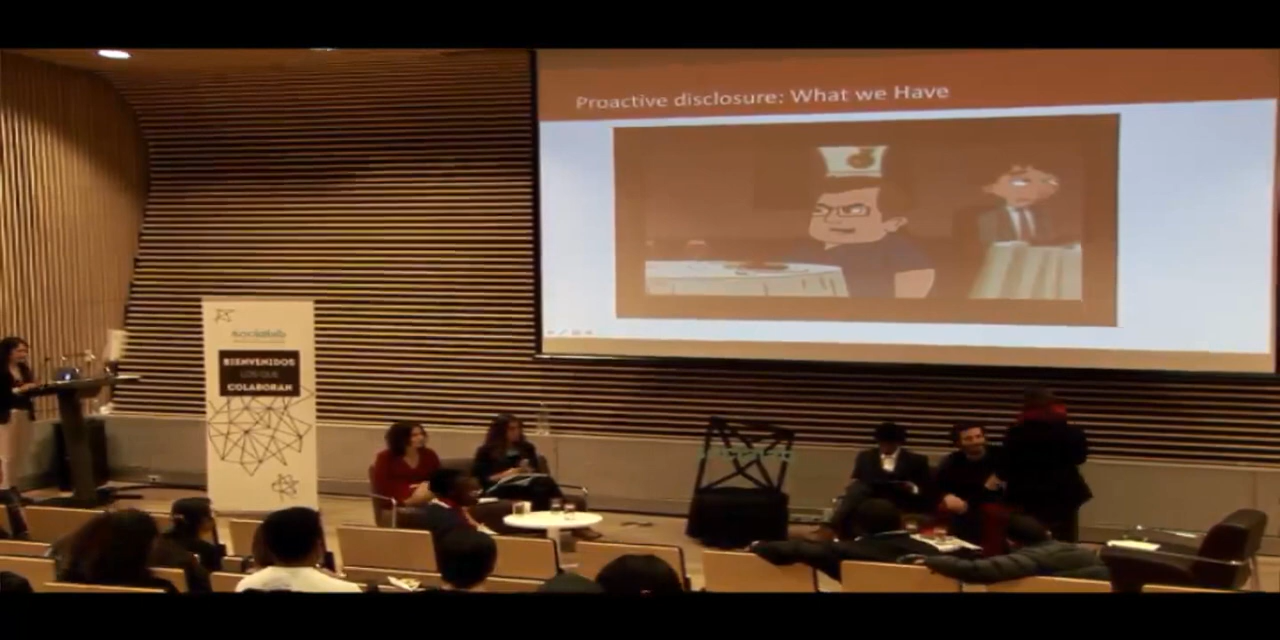 Proactive disclosure: What we Have
BIENVENIDOS
LOS QUE
COLABORAN